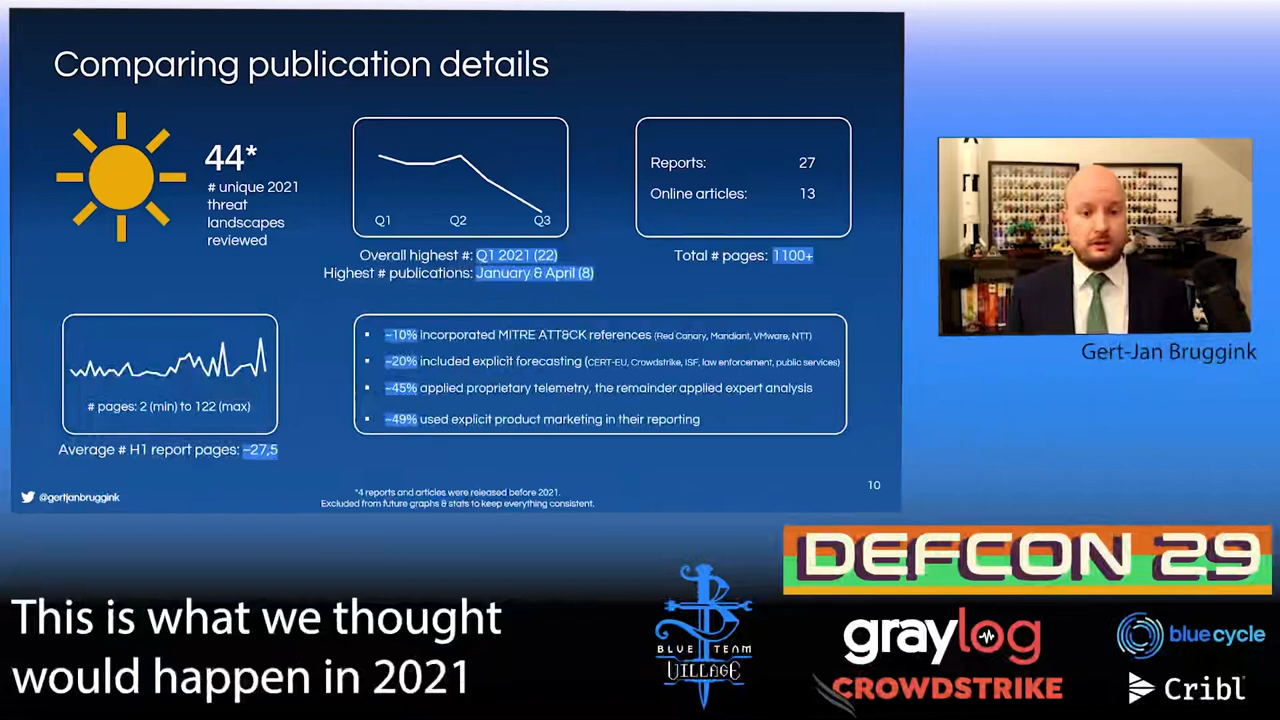 Comparing publication details
44*
# unique 2021
threat
landscapes
reviewed
Q1
Q2
Q3
Overall highest #: Q1 2021 (22)
Highest # publications: January & April (8)
Reports: 27
Online articles: 13
Total # pages: 1100+
# pages: 2 (min) to 122 (max)
Average # H1 report pages: ~27,5
~10% incorporated MITRE ATT&CK references (Red Canary, Mandiant, VMware, NTT)
~20% included explicit forecasting (CERT-EU, Crowdstrike, ISF, law enforcement, public services)
~45% applied proprietary telemetry, the remainder applied expert analysis
~49% used explicit product marketing in their reporting
@gertjanbruggink
*4 reports and articles were released before 2021.
Excluded from future graphs & stats to keep everything consistent.
10
Gert-Jan Bruggink
This is what we thought
would happen in 2021
BLUE TEAM
VILLAGE
DEFCON 29
graylog
CROWDSTRIKE
blue cycle
Cribl